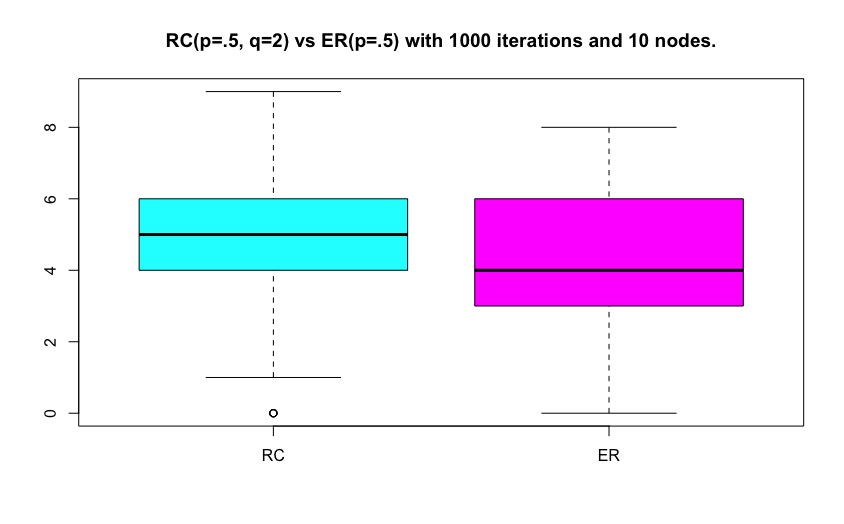 RC(p=.5, q=2) vs ER(p=.5) with 1000 iterations and 10 nodes.
8
6
4
2
0
RC ER